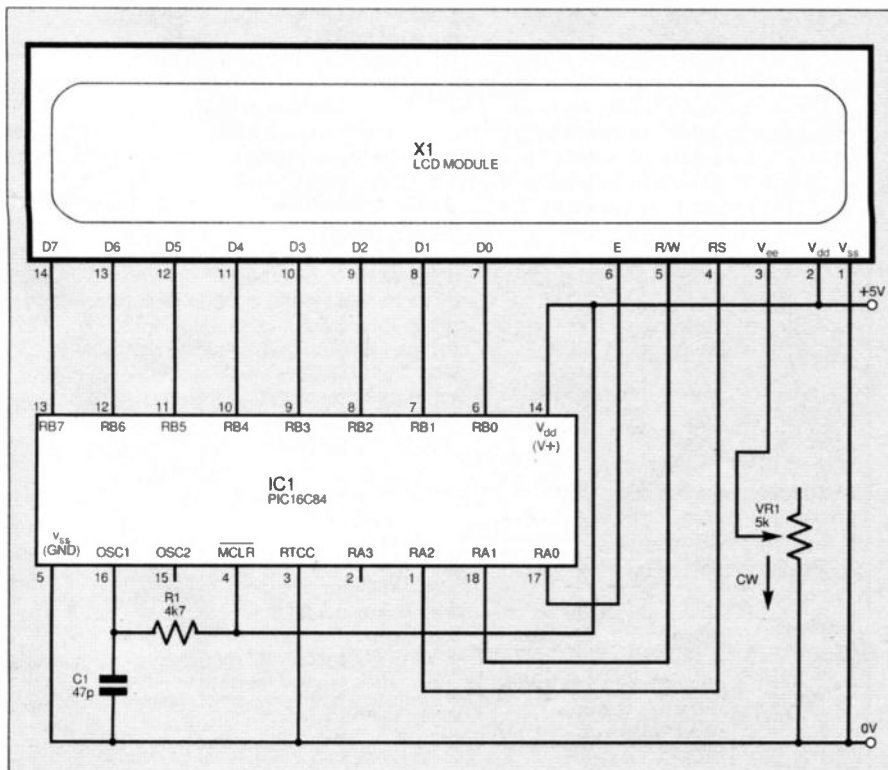 X1
LCD MODULE
D7 D6 D5 D4 D3 D2 D1 D0 E R/W RS Vee Vdd Vss
14 13 12 11 10 9 8 7 6 5 4 3 2 1
+5V
13 12 11 10 9 8 7 6 14
RB7 RB6 RB5 RB4 RB3 RB2 RB1 RB0 Vdd
(V+)
IC1
PIC16C84
VR1
5k
Vss
(GND) OSC1 OSC2 MCLR RTCC RA3 RA2 RA1 RA0
5 16 15 4 3 2 1 18 17
CW
R1
4k7
C1
47p
0V